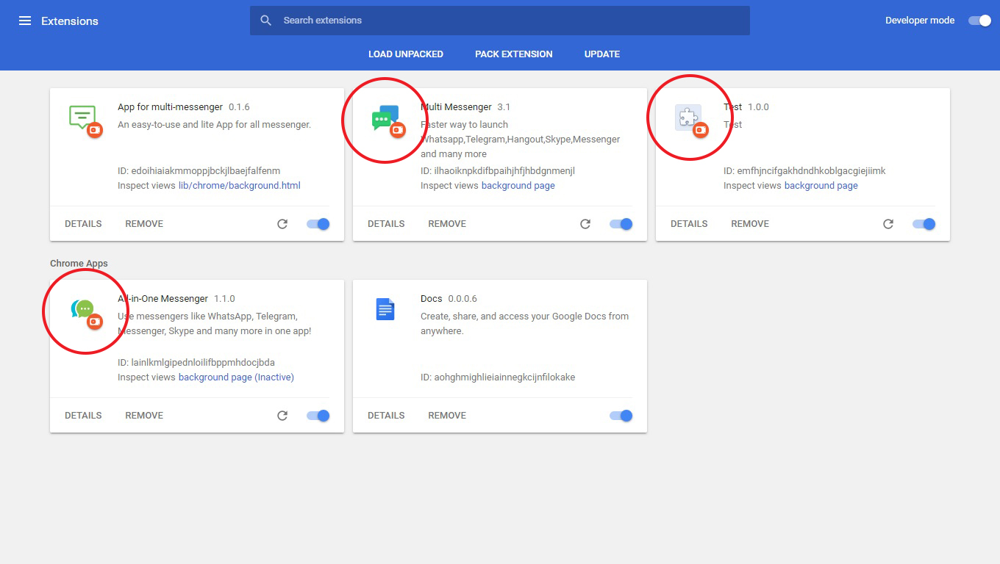 Extensions
Search extensions
Developer mode
LOAD UNPACKED
PACK EXTENSION
UPDATE
App for multi-messenger 0.1.6
An easy-to-use and lite App for all messenger.
ID: edoihiaiakmmoppjbckjlbaejfalfenm
Inspect views lib/chrome/background.html
DETAILS
REMOVE
Multi Messenger 3.1
Faster way to launch
Whatsapp,Telegram,Hangout,Skype,Messenger
and many more
ID: ilhaoiknpkdifbpaihjhfjhbdgnmenjl
Inspect views background page
DETAILS
REMOVE
Test 1.0.0
Test
ID: emfhjncifgakhdndhkoblgacgiejiimk
Inspect views background page
DETAILS
REMOVE
Chrome Apps
All-in-One Messenger 1.1.0
Use messengers like WhatsApp, Telegram,
Messenger, Skype and many more in one app!
ID: lainlkmlgipednloilifbppmhdocjbda
Inspect views background page (Inactive)
DETAILS
REMOVE
Docs 0.0.0.6
Create, share, and access your Google Docs from
anywhere.
ID: aohghmighlieiainnegkcijnfilokake
DETAILS
REMOVE